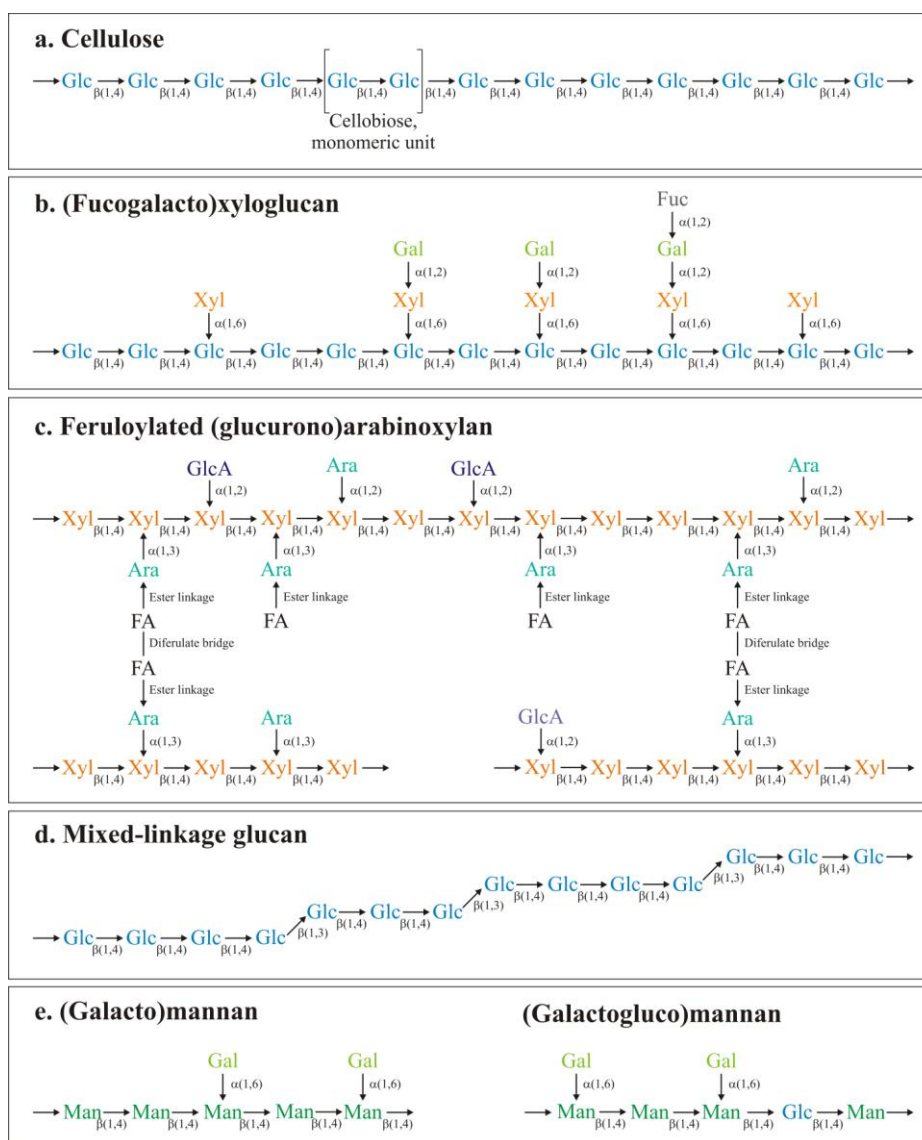 a. Cellulose
Glc Glc Glc Glc Glc Glc Glc Glc Glc Glc Glc Glc Glc
β(1,4) β(1,4) β(1,4) β(1,4) β(1,4) β(1,4) β(1,4) β(1,4) β(1,4) β(1,4) β(1,4) β(1,4)
Cellobiose,
monomeric unit
b. (Fucogalacto)xyloglucan
Fuc
α(1,2)
Gal Gal Gal
α(1,2) α(1,2) α(1,2)
Xyl Xyl Xyl Xyl Xyl
α(1,6) α(1,6) α(1,6) α(1,6) α(1,6)
Glc Glc Glc Glc Glc Glc Glc Glc Glc Glc Glc Glc Glc
β(1,4) β(1,4) β(1,4) β(1,4) β(1,4) β(1,4) β(1,4) β(1,4) β(1,4) β(1,4) β(1,4) β(1,4)
c. Feruloylated (glucurono)arabinoxylan
GlcA Ara GlcA Ara
α(1,2) α(1,2) α(1,2) α(1,2)
Xyl Xyl Xyl Xyl Xyl Xyl Xyl Xyl Xyl Xyl Xyl Xyl Xyl
β(1,4) β(1,4) β(1,4) β(1,4) β(1,4) β(1,4) β(1,4) β(1,4) β(1,4) β(1,4) β(1,4) β(1,4)
α(1,3) α(1,3) α(1,3) α(1,3)
Ara Ara Ara Ara
Ester linkage Ester linkage Ester linkage Ester linkage
FA FA FA FA
Diferulate bridge Diferulate bridge
FA FA
Ester linkage Ester linkage
Ara Ara GlcA Ara
α(1,3) α(1,3) α(1,2) α(1,3)
Xyl Xyl Xyl Xyl Xyl Xyl Xyl Xyl Xyl Xyl Xyl
β(1,4) β(1,4) β(1,4) β(1,4) β(1,4) β(1,4) β(1,4) β(1,4) β(1,4)
d. Mixed-linkage glucan
Glc Glc Glc
β(1,3) β(1,4) β(1,4)
Glc Glc Glc Glc
β(1,3) β(1,4) β(1,4) β(1,4)
Glc Glc Glc
β(1,3) β(1,4) β(1,4)
Glc Glc Glc Glc
β(1,4) β(1,4) β(1,4)
e. (Galacto)mannan
(Galactogluco)mannan
Gal Gal Gal Gal
α(1,6) α(1,6) α(1,6) α(1,6)
Man Man Man Man Man Man Man Man Glc Man
β(1,4) β(1,4) β(1,4) β(1,4) β(1,4) β(1,4) β(1,4) β(1,4)